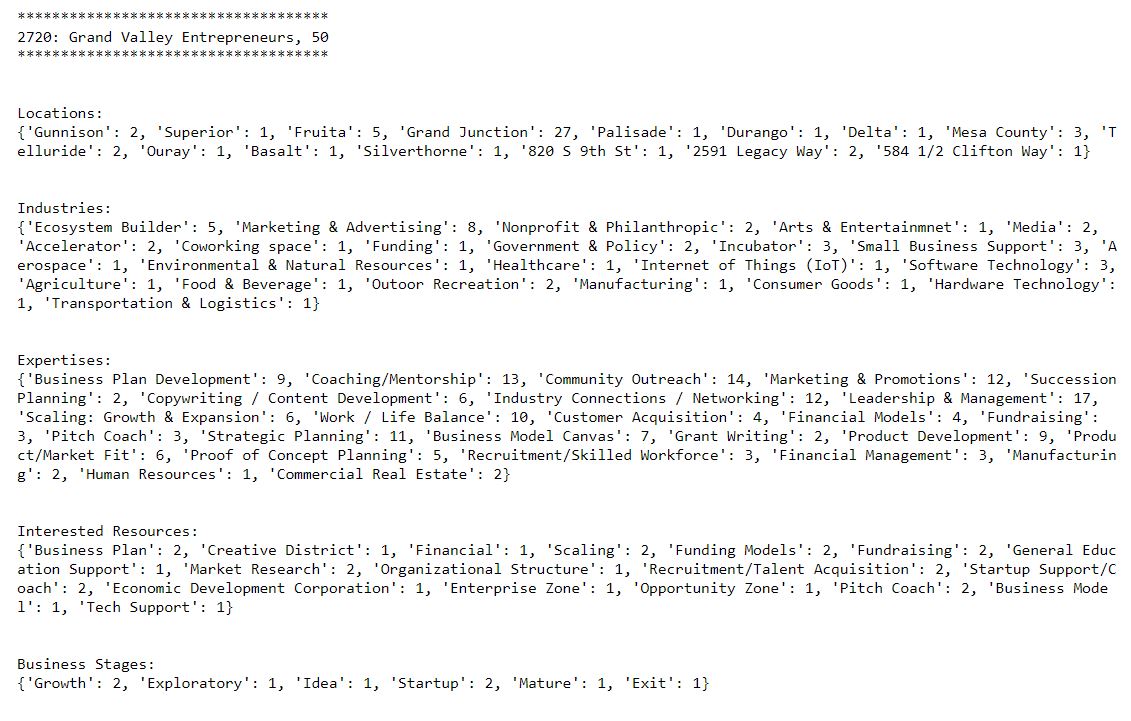 ************************************
2720: Grand Valley Entrepreneurs, 50
************************************
Locations:
{'Gunnison': 2, 'Superior': 1, 'Fruita': 5, 'Grand Junction': 27, 'Palisade': 1, 'Durango': 1, 'Delta': 1, 'Mesa County': 3, 'T
elluride': 2, 'Ouray': 1, 'Basalt': 1, 'Silverthorne': 1, '820 S 9th St': 1, '2591 Legacy Way': 2, '584 1/2 Clifton Way': 1}
Industries:
{'Ecosystem Builder': 5, 'Marketing & Advertising': 8, 'Nonprofit & Philanthropic': 2, 'Arts & Entertainmnet': 1, 'Media': 2,
'Accelerator': 2, 'Coworking space': 1, 'Funding': 1, 'Government & Policy': 2, 'Incubator': 3, 'Small Business Support': 3, 'A
erospace': 1, 'Environmental & Natural Resources': 1, 'Healthcare': 1, 'Internet of Things (IoT)': 1, 'Software Technology': 3,
'Agriculture': 1, 'Food & Beverage': 1, 'Outoor Recreation': 2, 'Manufacturing': 1, 'Consumer Goods': 1, 'Hardware Technology':
1, 'Transportation & Logistics': 1}
Expertises:
{'Business Plan Development': 9, 'Coaching/Mentorship': 13, 'Community Outreach': 14, 'Marketing & Promotions': 12, 'Succession
Planning': 2, 'Copywriting / Content Development': 6, 'Industry Connections / Networking': 12, 'Leadership & Management': 17,
'Scaling: Growth & Expansion': 6, 'Work / Life Balance': 10, 'Customer Acquisition': 4, 'Financial Models': 4, 'Fundraising':
3, 'Pitch Coach': 3, 'Strategic Planning': 11, 'Business Model Canvas': 7, 'Grant Writing': 2, 'Product Development': 9, 'Produ
ct/Market Fit': 6, 'Proof of Concept Planning': 5, 'Recruitment/Skilled Workforce': 3, 'Financial Management': 3, 'Manufacturin
g': 2, 'Human Resources': 1, 'Commercial Real Estate': 2}
Interested Resources:
{'Business Plan': 2, 'Creative District': 1, 'Financial': 1, 'Scaling': 2, 'Funding Models': 2, 'Fundraising': 2, 'General Educ
ation Support': 1, 'Market Research': 2, 'Organizational Structure': 1, 'Recruitment/Talent Acquisition': 2, 'Startup Support/C
oach': 2, 'Economic Development Corporation': 1, 'Enterprise Zone': 1, 'Opportunity Zone': 1, 'Pitch Coach': 2, 'Business Mode
l': 1, 'Tech Support': 1}
Business Stages:
{'Growth': 2, 'Exploratory': 1, 'Idea': 1, 'Startup': 2, 'Mature': 1, 'Exit': 1}